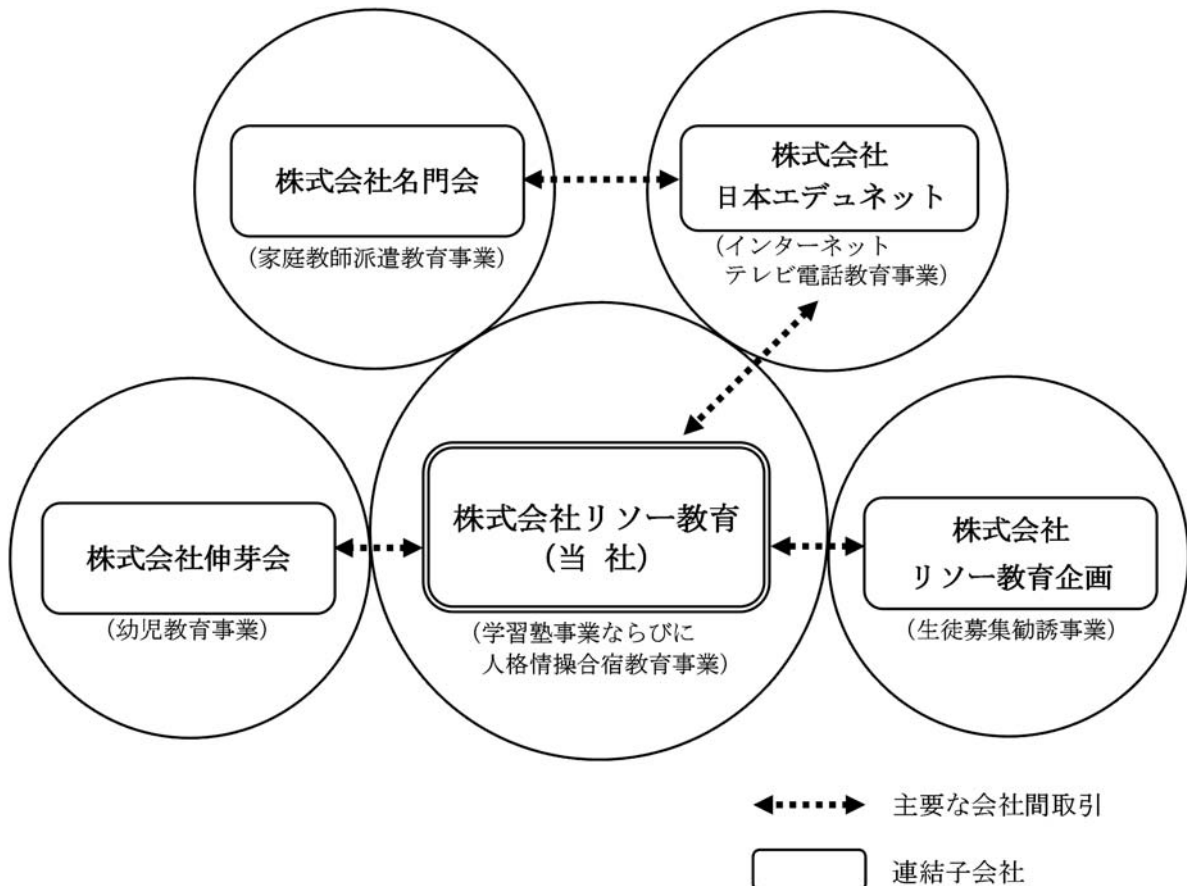 株式会社名門会
(家庭教師派遣教育事業)
株式会社
日本エデュネット
(インターネット
テレビ電話教育事業)
株式会社伸芽会
(幼児教育事業)
株式会社リソー教育
(当 社)
(学習塾事業ならびに
人格情操合宿教育事業)
株式会社
リソー教育企画
(生徒募集勧誘事業)
主要な会社間取引
連結子会社